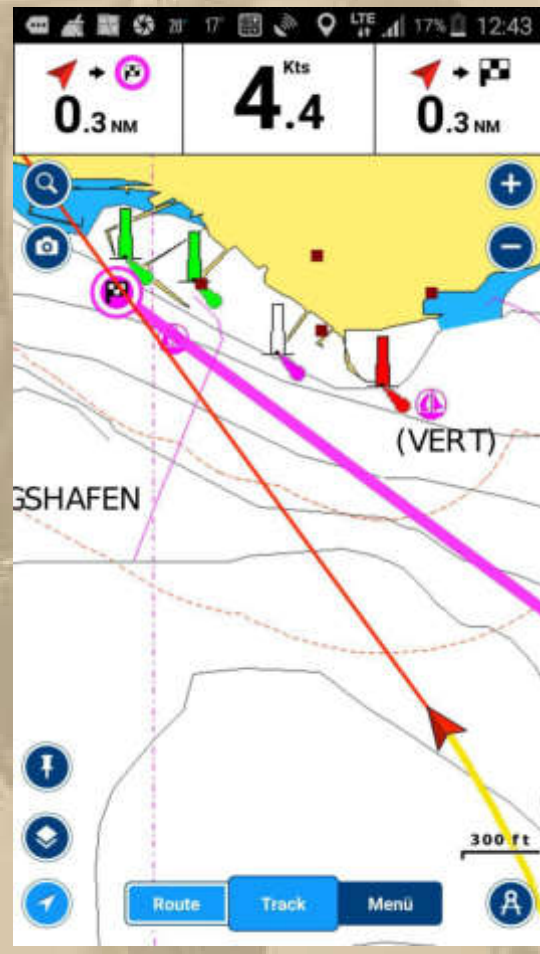 20° 17° LTE 17% 12:43
0.3 NM
Kts
4.4
0.3 NM
(VERT)
GSHAFEN
300 ft
Route Track Menü